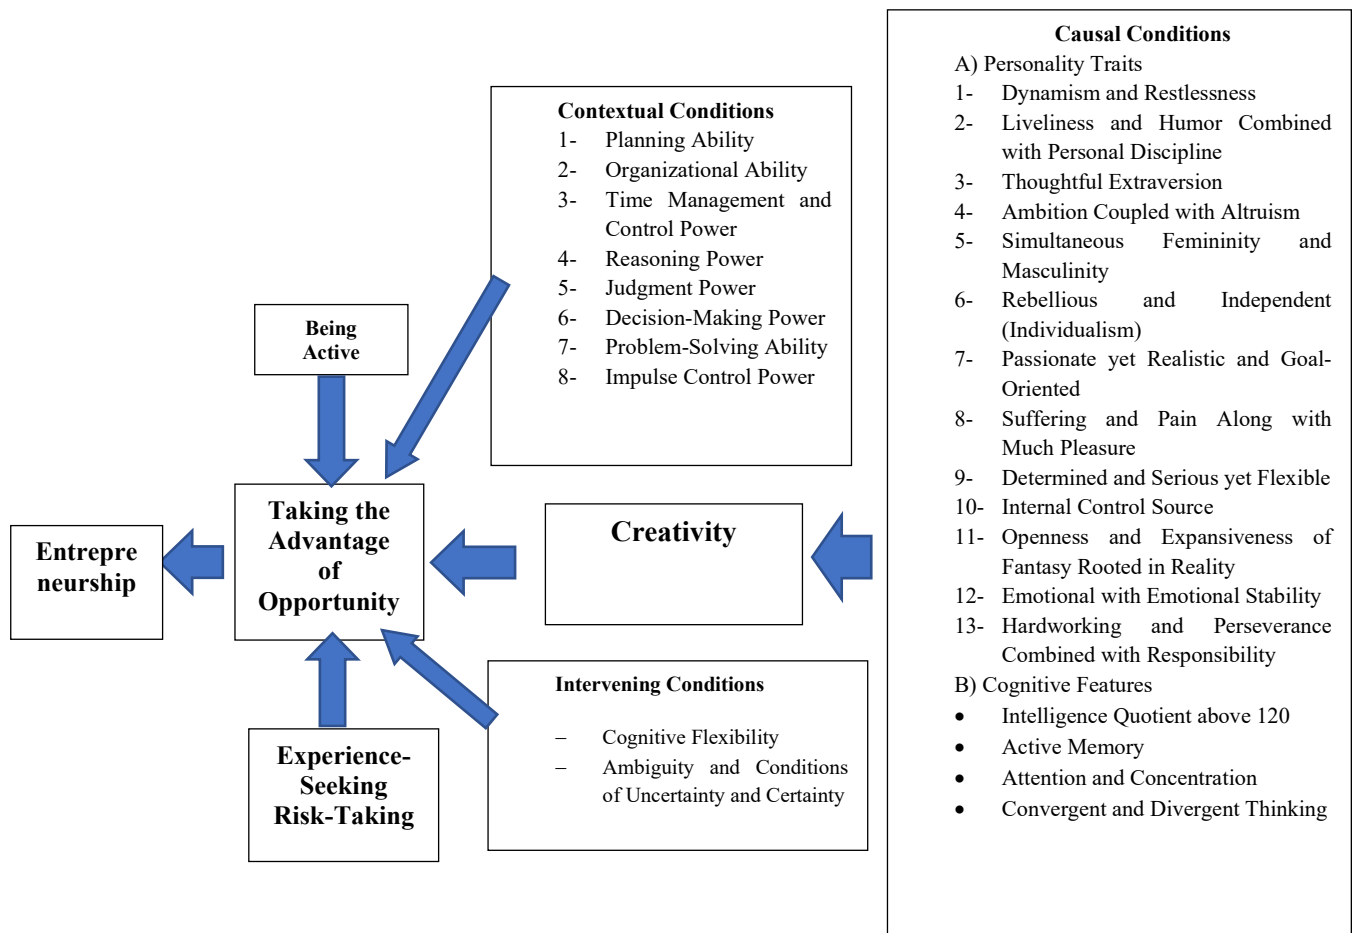 Causal Conditions
A) Personality Traits
1- Dynamism and Restlessness
2- Liveliness and Humor Combined
with Personal Discipline
3- Thoughtful Extraversion
4- Ambition Coupled with Altruism
5- Simultaneous Femininity and
Masculinity
6- Rebellious and Independent
(Individualism)
7- Passionate yet Realistic and Goal-
Oriented
8- Suffering and Pain Along with
Much Pleasure
9- Determined and Serious yet Flexible
10- Internal Control Source
11- Openness and Expansiveness of
Fantasy Rooted in Reality
12- Emotional with Emotional Stability
13- Hardworking and Perseverance
Combined with Responsibility
B) Cognitive Features
• Intelligence Quotient above 120
• Active Memory
• Attention and Concentration
• Convergent and Divergent Thinking
Contextual Conditions
1- Planning Ability
2- Organizational Ability
3- Time Management and
Control Power
4- Reasoning Power
5- Judgment Power
6- Decision-Making Power
7- Problem-Solving Ability
8- Impulse Control Power
Being
Active
Taking the
Advantage
of
Opportunity
Creativity
Entrepre
neurship
Intervening Conditions
– Cognitive Flexibility
– Ambiguity and Conditions
of Uncertainty and Certainty
Experience-
Seeking
Risk-Taking